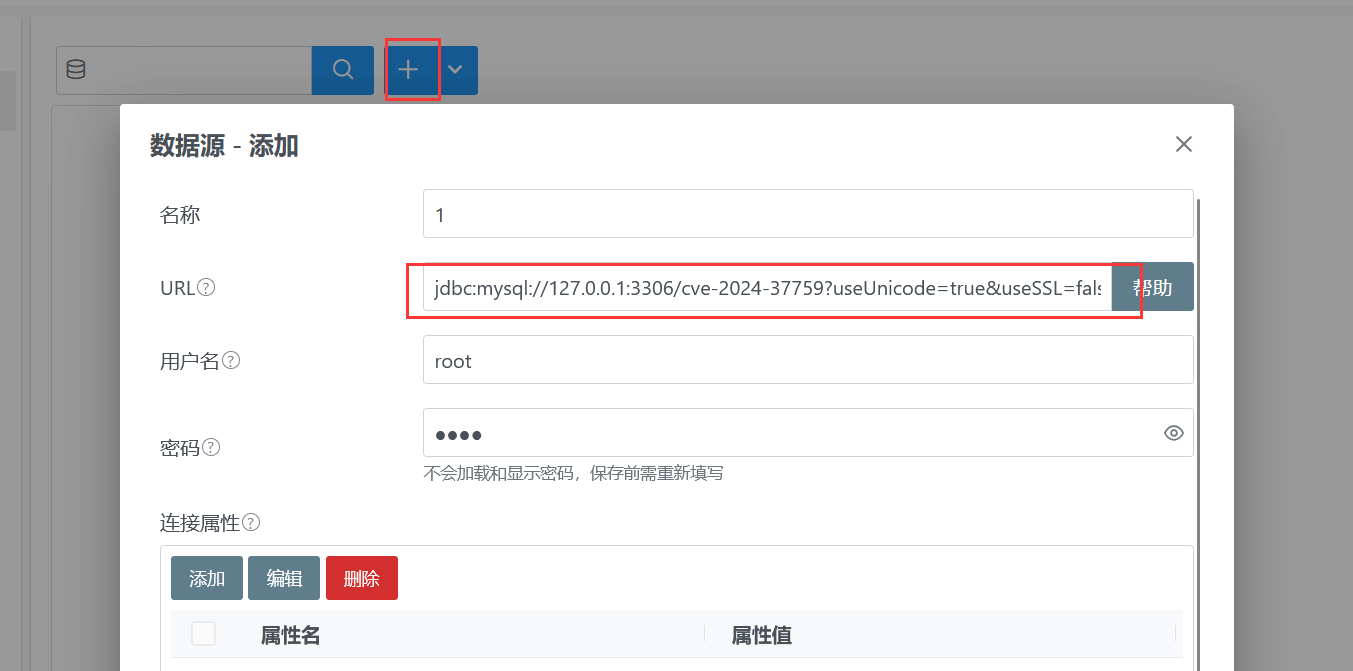 数据源 - 添加
名称
1
URL
jdbc:mysql://127.0.0.1:3306/cve-2024-37759?useUnicode=true&useSSL=fals
帮助
用户名
root
密码
不会加载和显示密码，保存前需重新填写
连接属性
添加 编辑 删除
属性名 属性值